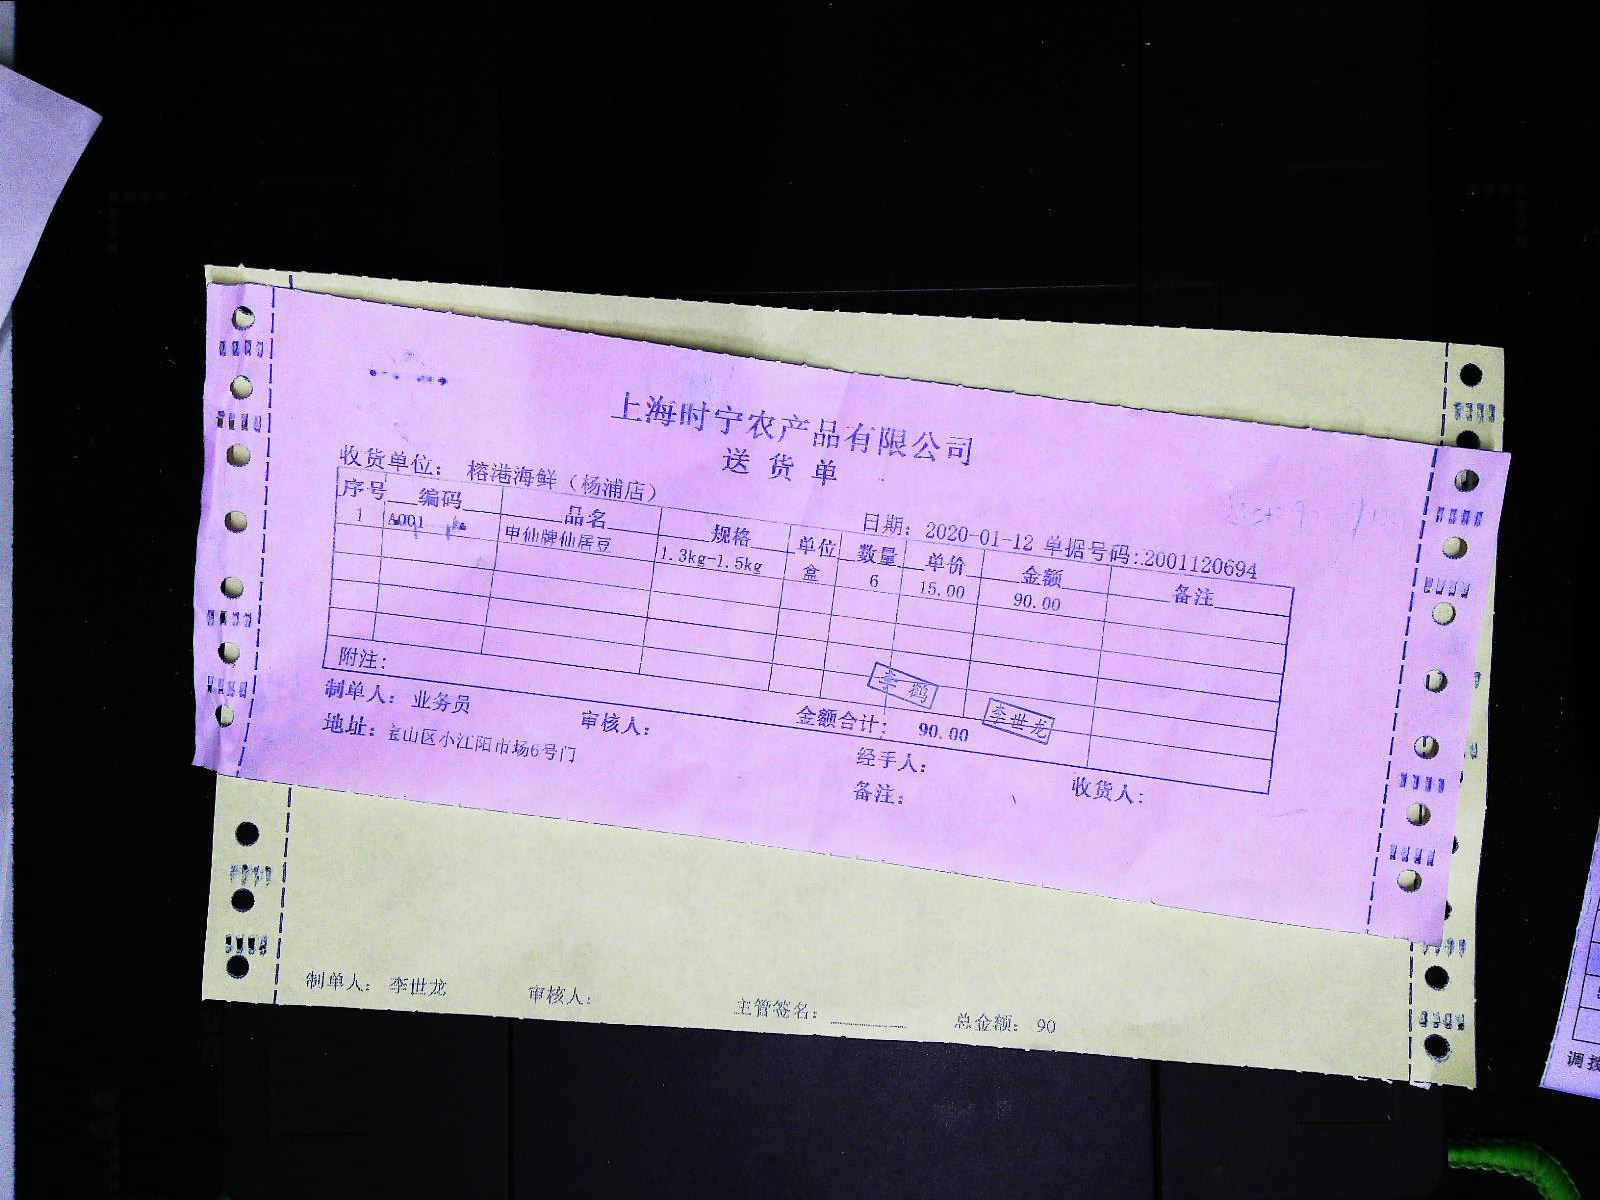 上海时宁农产品有限公司
送货单
收货单位: 榕港海鲜(杨浦店) 日期: 2020-01-12 单据号码:2001120694
序号 编码 品名 规格 单位 数量 单价 金额 备注
1 A001 申仙牌仙居豆 1.3kg-1.5kg 盒 6 15.00 90.00
附注:
李鹤
李世龙
制单人: 业务员 审核人: 金额合计: 90.00
地址: 宝山区小江阳市场6号门 经手人: 收货人:
备注:
制单人: 李世龙 审核人: 主管签名: 总金额: 90
调拨